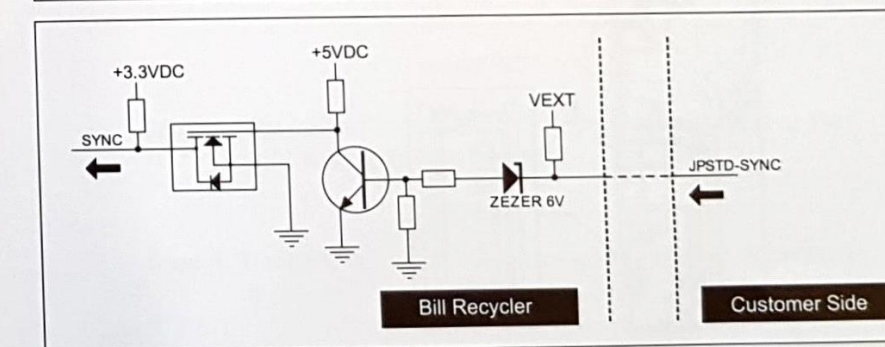 +5VDC
+3.3VDC
VEXT
SYNC
JPSTD-SYNC
ZEZER 6V
Bill Recycler
Customer Side